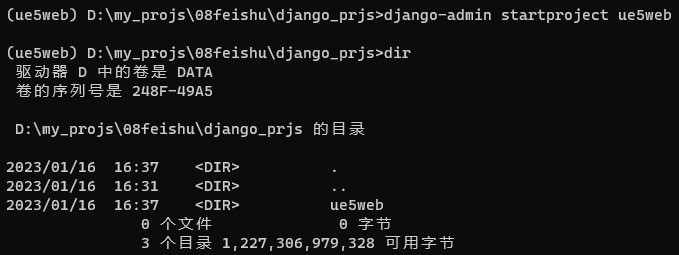 (ue5web) D:\my_projs\08feishu\django_prjs>django-admin startproject ue5web
(ue5web) D:\my_projs\08feishu\django_prjs>dir
驱动器 D 中的卷是 DATA
卷的序列号是 248F-49A5
D:\my_projs\08feishu\django_prjs 的目录
2023/01/16  16:37    <DIR>          .
2023/01/16  16:31    <DIR>          ..
2023/01/16  16:37    <DIR>          ue5web
0 个文件              0 字节
3 个目录 1,227,306,979,328 可用字节